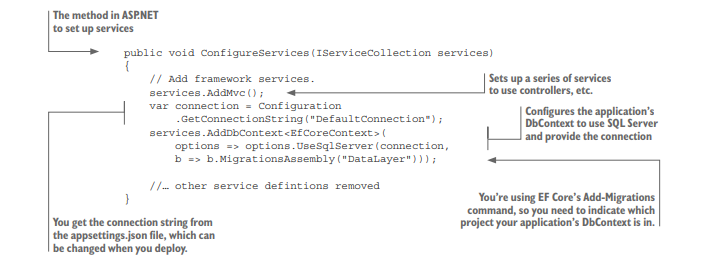 The method in ASP.NET
to set up services
public void ConfigureServices(IServiceCollection services)
{
// Add framework services.
services.AddMvc();
Sets up a series of services
to use controllers, etc.
var connection = Configuration
.GetConnectionString("DefaultConnection");
Configures the application's
DbContext to use SQL Server
and provide the connection
services.AddDbContext<EfCoreContext>(
options => options.UseSqlServer(connection,
b => b.MigrationsAssembly("DataLayer")));
//… other service defintions removed
}
You're using EF Core's Add-Migrations
command, so you need to indicate which
project your application's DbContext is in.
You get the connection string from
the appsettings.json file, which can
be changed when you deploy.